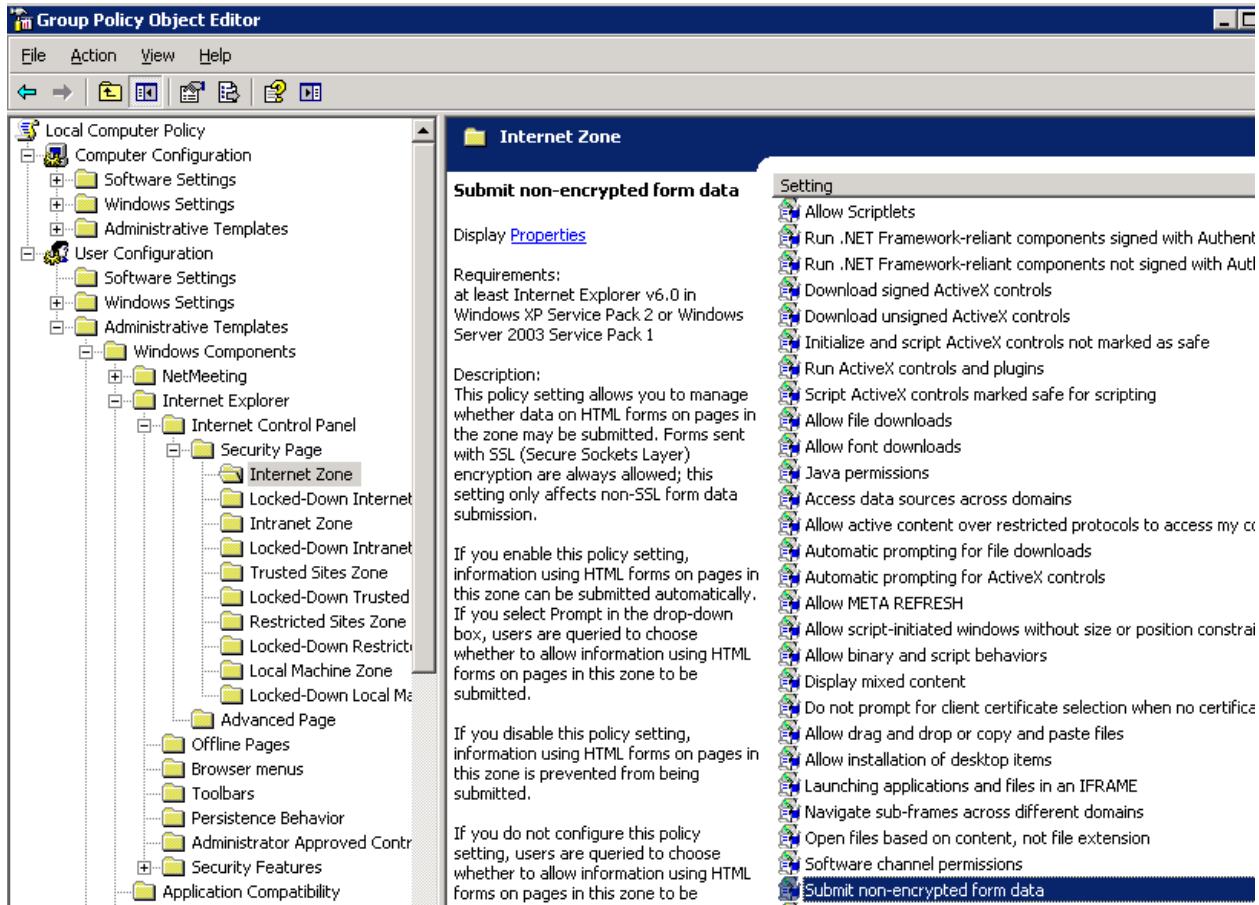 Group Policy Object Editor
File Action View Help
Local Computer Policy
Computer Configuration
Software Settings
Windows Settings
Administrative Templates
User Configuration
Software Settings
Windows Settings
Administrative Templates
Windows Components
NetMeeting
Internet Explorer
Internet Control Panel
Security Page
Internet Zone
Locked-Down Internet
Intranet Zone
Locked-Down Intranet
Trusted Sites Zone
Locked-Down Trusted
Restricted Sites Zone
Locked-Down Restrict
Local Machine Zone
Locked-Down Local Ma
Advanced Page
Offline Pages
Browser menus
Toolbars
Persistence Behavior
Administrator Approved Contr
Security Features
Application Compatibility
Internet Zone
Submit non-encrypted form data
Display Properties
Requirements:
at least Internet Explorer v6.0 in
Windows XP Service Pack 2 or Windows
Server 2003 Service Pack 1
Description:
This policy setting allows you to manage
whether data on HTML forms on pages in
the zone may be submitted. Forms sent
with SSL (Secure Sockets Layer)
encryption are always allowed; this
setting only affects non-SSL form data
submission.
If you enable this policy setting,
information using HTML forms on pages in
this zone can be submitted automatically.
If you select Prompt in the drop-down
box, users are queried to choose
whether to allow information using HTML
forms on pages in this zone to be
submitted.
If you disable this policy setting,
information using HTML forms on pages in
this zone is prevented from being
submitted.
If you do not configure this policy
setting, users are queried to choose
whether to allow information using HTML
forms on pages in this zone to be
Setting
Allow Scriptlets
Run .NET Framework-reliant components signed with Authent
Run .NET Framework-reliant components not signed with Aut
Download signed ActiveX controls
Download unsigned ActiveX controls
Initialize and script ActiveX controls not marked as safe
Run ActiveX controls and plugins
Script ActiveX controls marked safe for scripting
Allow file downloads
Allow font downloads
Java permissions
Access data sources across domains
Allow active content over restricted protocols to access my co
Automatic prompting for file downloads
Automatic prompting for ActiveX controls
Allow META REFRESH
Allow script-initiated windows without size or position constrai
Allow binary and script behaviors
Display mixed content
Do not prompt for client certificate selection when no certifica
Allow drag and drop or copy and paste files
Allow installation of desktop items
Launching applications and files in an IFRAME
Navigate sub-frames across different domains
Open files based on content, not file extension
Software channel permissions
Submit non-encrypted form data